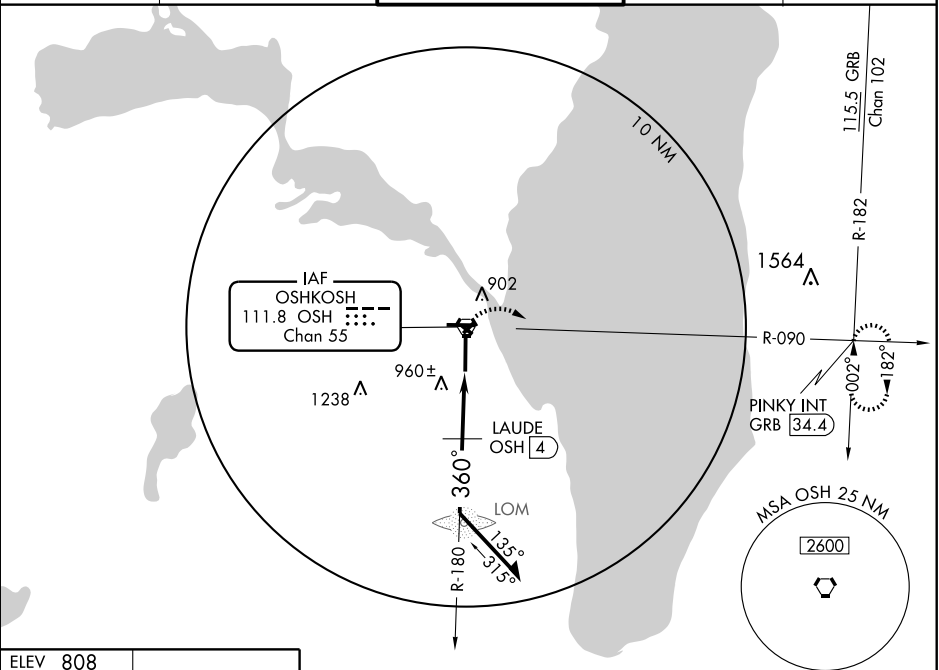 10 NM
115.5 GRB
Chan 102
R-182
1564
IAF
OSHKOSH
111.8 OSH
Chan 55
902
R-090
960±
1238
002°
182°
PINKY INT
GRB 34.4
LAUDE
OSH 4
360°
LOM
135°
315°
R-180
MSA OSH 25 NM
2600
ELEV 808